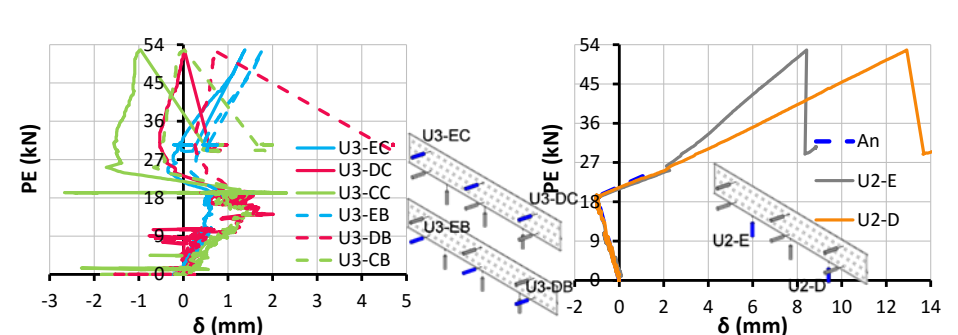 54
45
36
27
18
9
0
PE (kN)
-3 -2 -1 0 1 2 3 4 5
δ (mm)
U3-EC
U3-DC
U3-CC
U3-EB
U3-DB
U3-CB
U3-EC
U3-DC
U3-EB
U3-DB
54
45
36
27
18
9
0
PE (kN)
-2 0 2 4 6 8 10 12 14
δ (mm)
An
U2-E
U2-D
U2-E
U2-D